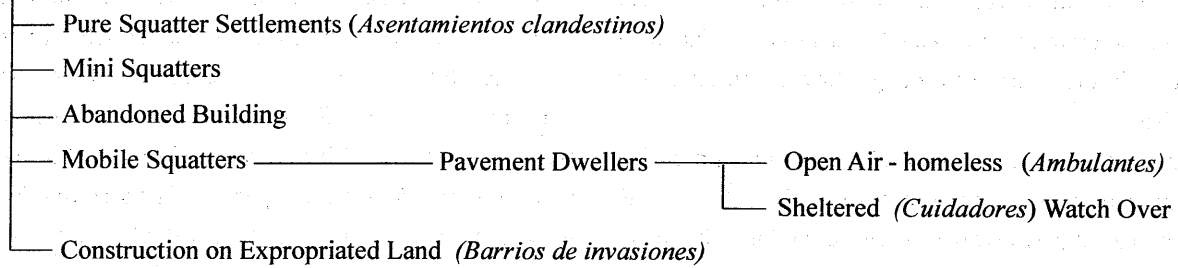 Pure Squatter Settlements (Asentamientos clandestinos)
Mini Squatters
Abandoned Building
Mobile Squatters Pavement Dwellers Open Air - homeless (Ambulantes)
Sheltered (Cuidadores) Watch Over
Construction on Expropriated Land (Barrios de invasiones)